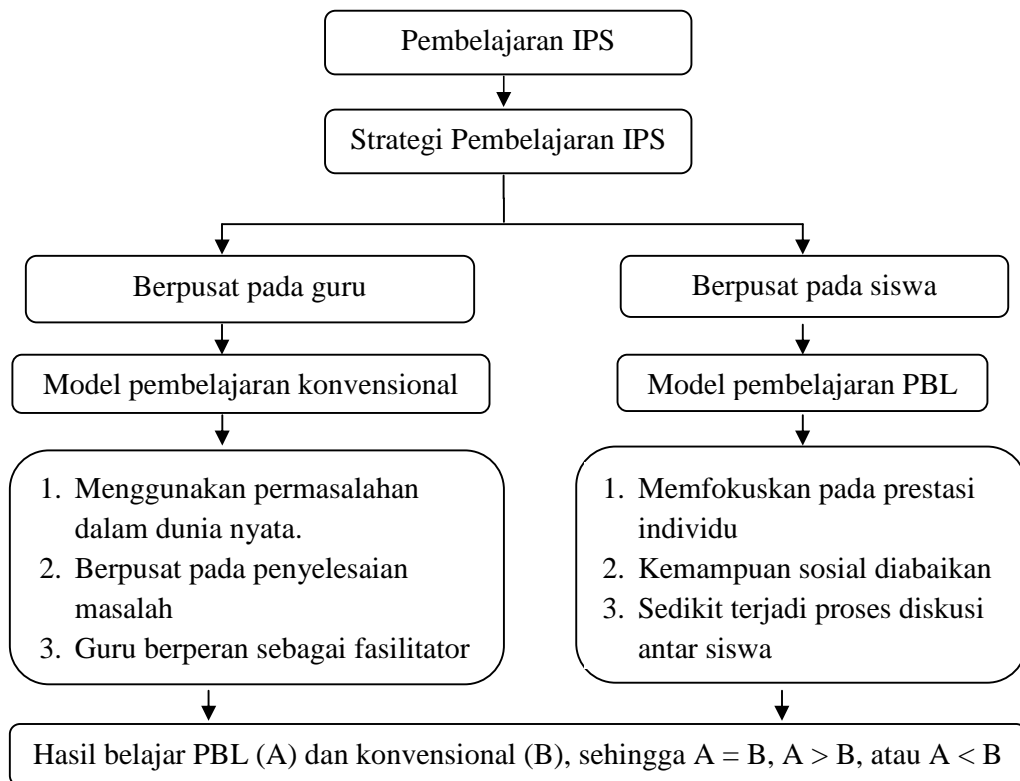 Pembelajaran IPS
Strategi Pembelajaran IPS
Berpusat pada guru
Berpusat pada siswa
Model pembelajaran konvensional
Model pembelajaran PBL
1. Menggunakan permasalahan
dalam dunia nyata.
2. Berpusat pada penyelesaian
masalah
3. Guru berperan sebagai fasilitator
1. Memfokuskan pada prestasi
individu
2. Kemampuan sosial diabaikan
3. Sedikit terjadi proses diskusi
antar siswa
Hasil belajar PBL (A) dan konvensional (B), sehingga A = B, A > B, atau A < B